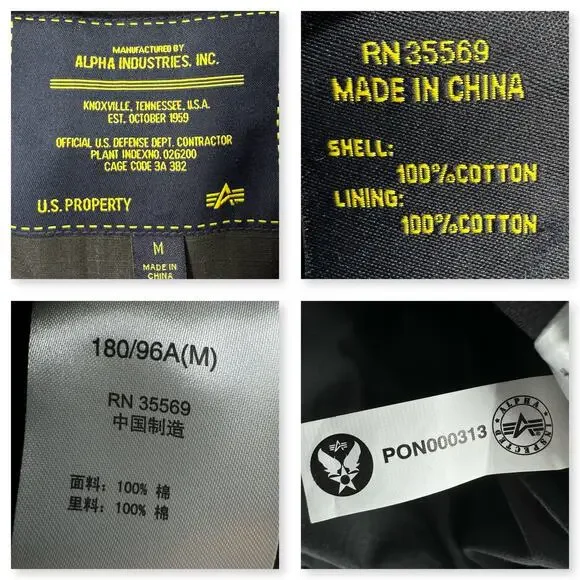 MANUFACTURED BY
ALPHA INDUSTRIES, INC.
KNOXVILLE, TENNESSEE, U.S.A.
EST. OCTOBER 1959
OFFICIAL U.S. DEFENSE DEPT. CONTRACTOR
PLANT INDEXNO. 026200
CAGE CODE 3A 3B2
U.S. PROPERTY
M
MADE IN
CHINA
RN 35569
MADE IN CHINA
SHELL:
100%COTTON
LINING:
100%COTTON
180/96A(M)
RN 35569
中国制造
面料: 100% 棉
里料: 100% 棉
PON000313
ALPHA
INSPECTED